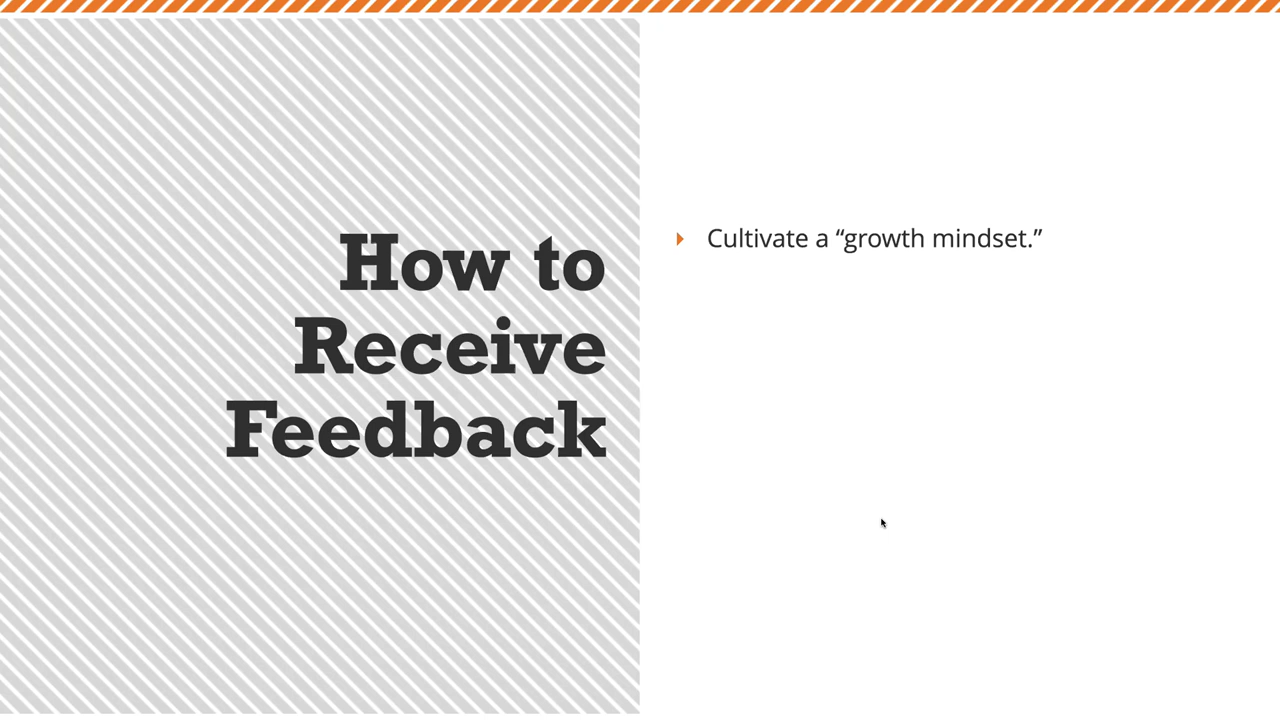 How to
Receive
Feedback
Cultivate a “growth mindset.”